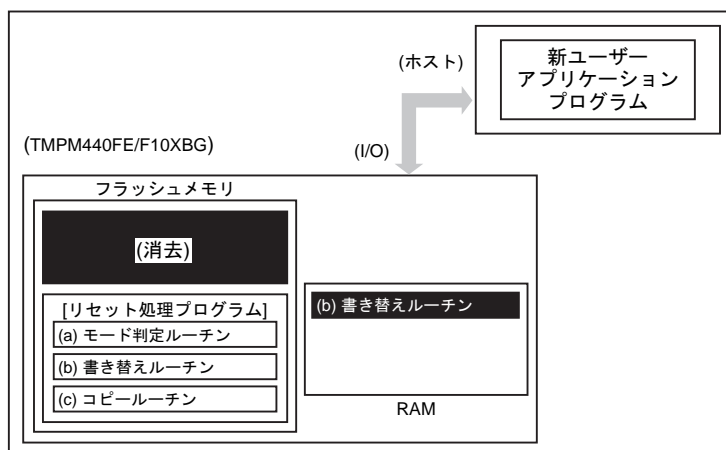 (ホスト)
新ユーザー
アプリケーション
プログラム
(TMPM440FE/F10XBG)
(I/O)
フラッシュメモリ
(消去)
[リセット処理プログラム]
(a) モード判定ルーチン
(b) 書き替えルーチン
(c) コピールーチン
(b) 書き替えルーチン
RAM